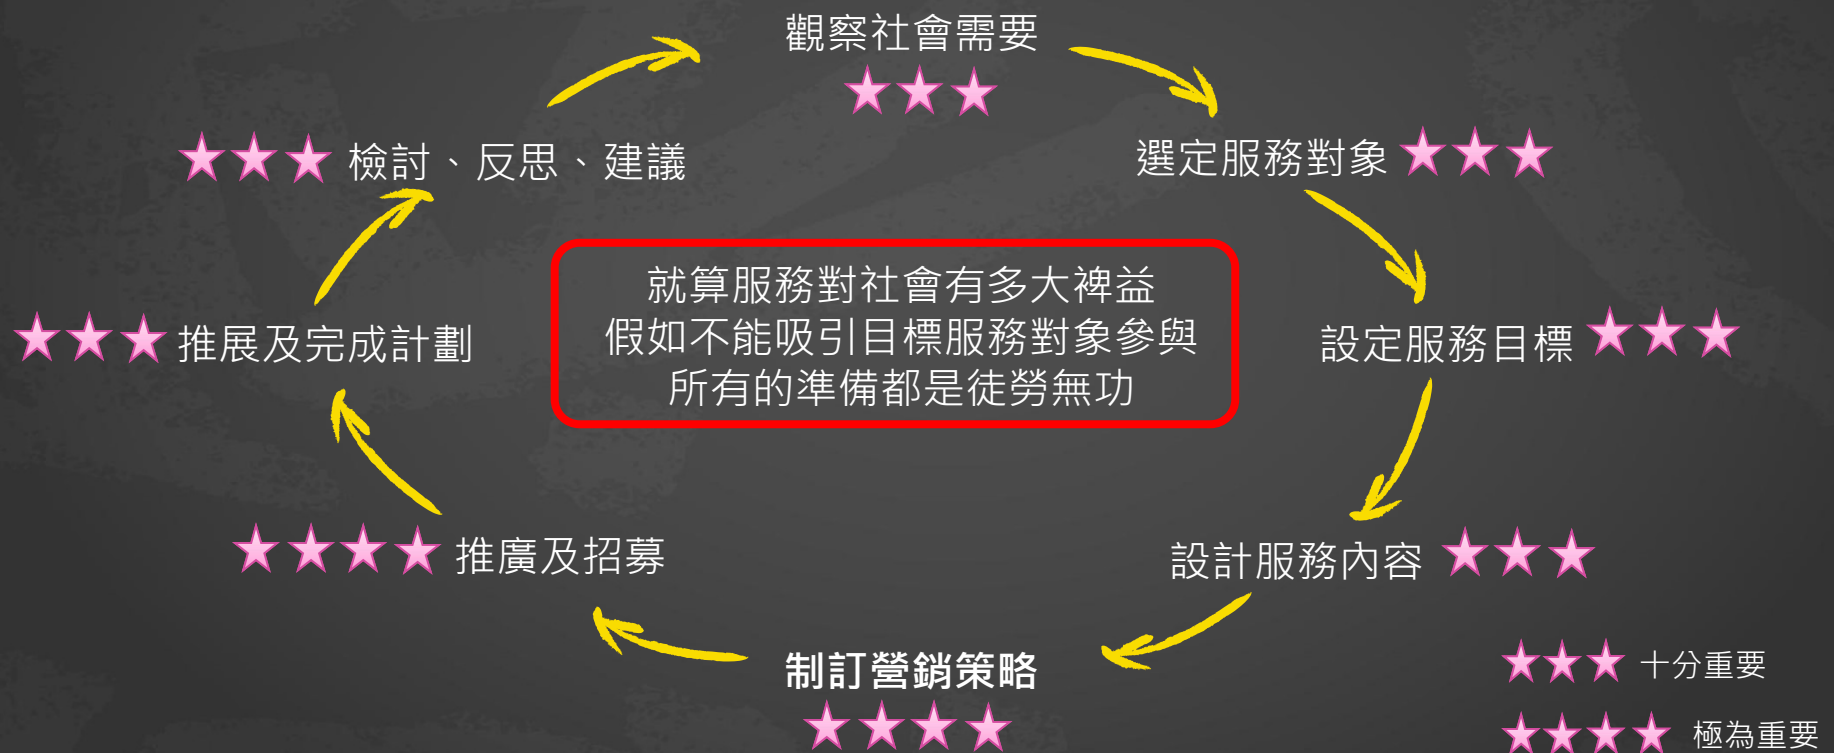 觀察社會需要
檢討、反思、建議
選定服務對象
就算服務對社會有多大裨益
假如不能吸引目標服務對象參與
所有的準備都是徒勞無功
推展及完成計劃
設定服務目標
推廣及招募
設計服務內容
制訂營銷策略
十分重要
極為重要